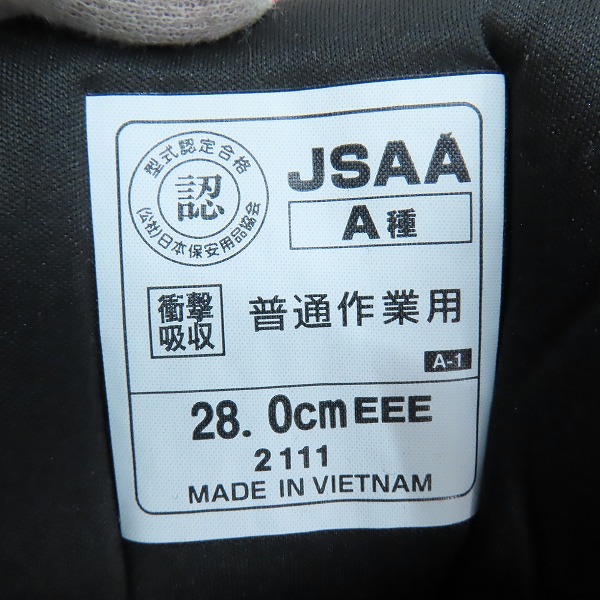 型式認定合格
認
(公社)日本保安用品協会
JSAA
A種
衝撃
吸収
普通作業用
A-1
28.0cm EEE
2111
MADE IN VIETNAM